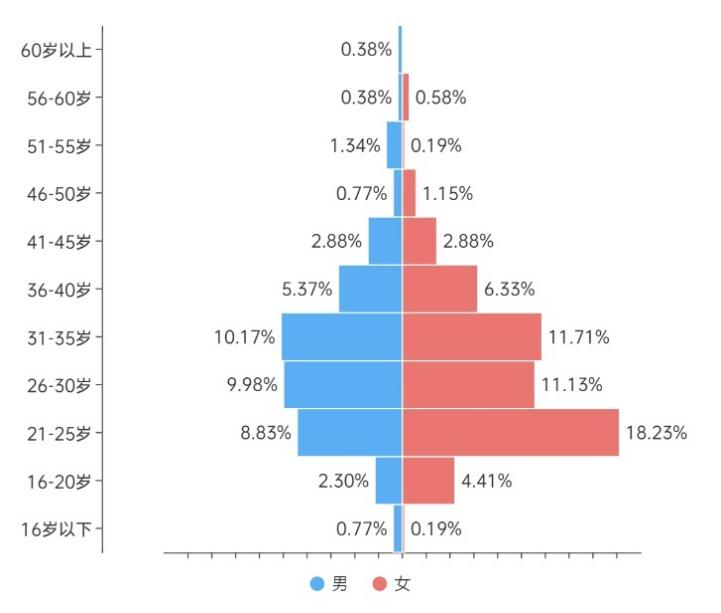 60岁以上 0.38%
56-60岁 0.38% 0.58%
51-55岁 1.34% 0.19%
46-50岁 0.77% 1.15%
41-45岁 2.88% 2.88%
36-40岁 5.37% 6.33%
31-35岁 10.17% 11.71%
26-30岁 9.98% 11.13%
21-25岁 8.83% 18.23%
16-20岁 2.30% 4.41%
16岁以下 0.77% 0.19%
男 女